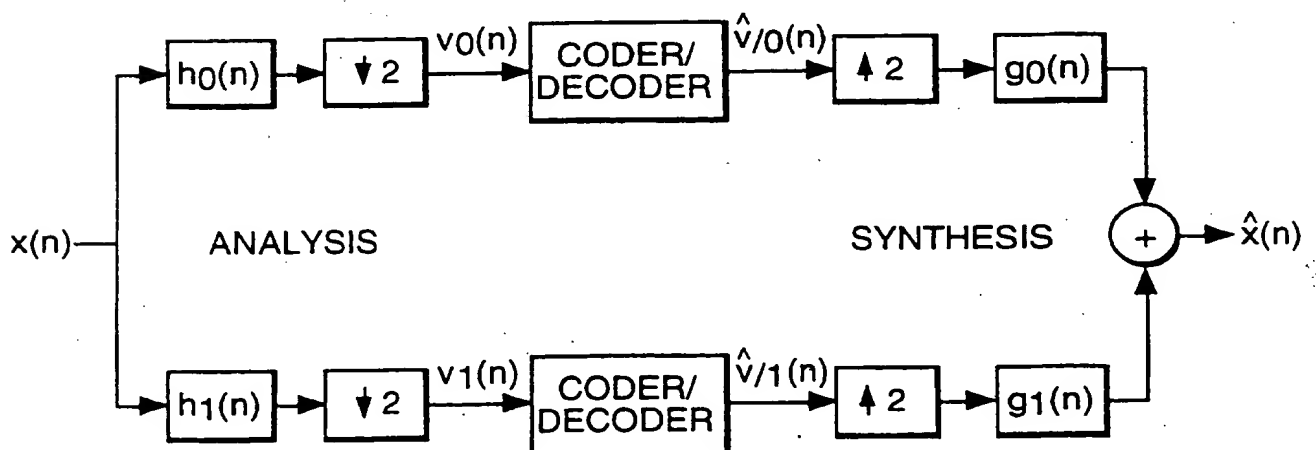 h0(n)
↓ 2
v0(n)
CODER/
DECODER
v̂/0(n)
↑ 2
g0(n)
x(n)
ANALYSIS
SYNTHESIS
+
x̂(n)
h1(n)
↓ 2
v1(n)
CODER/
DECODER
v̂/1(n)
↑ 2
g1(n)